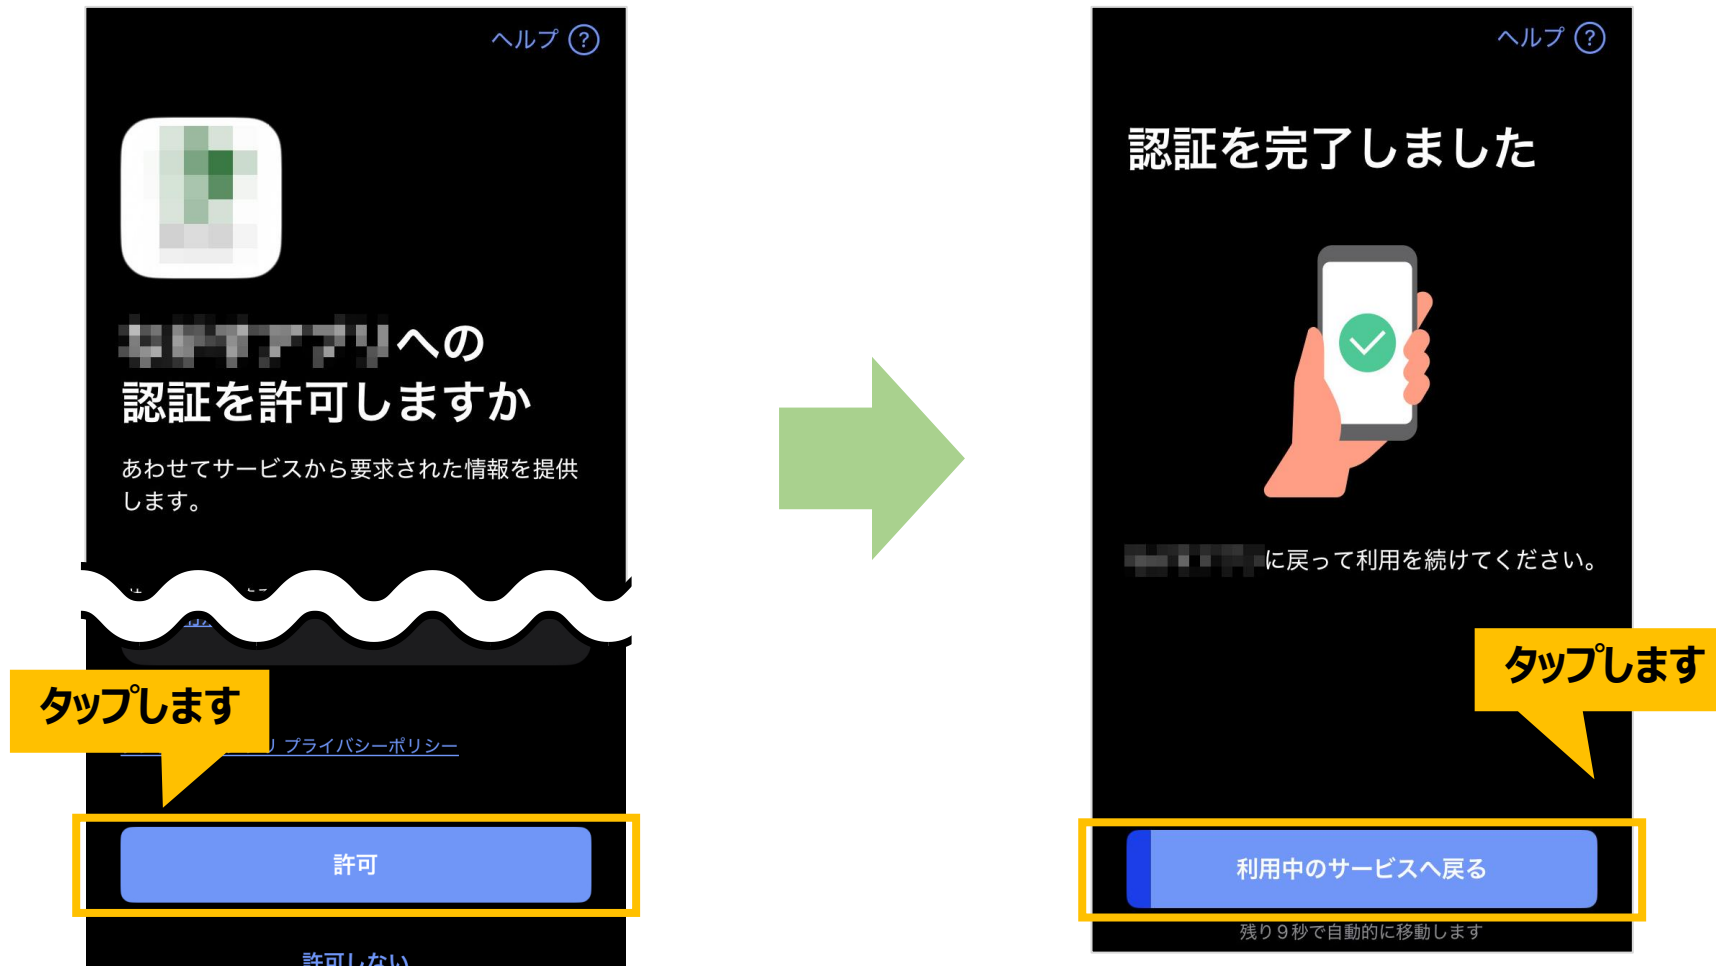 ヘルプ ?
への
認証を許可しますか
あわせてサービスから要求された情報を提供
します。
タップします
プライバシーポリシー
許可
許可しない
ヘルプ ?
認証を完了しました
に戻って利用を続けてください。
タップします
利用中のサービスへ戻る
残り9秒で自動的に移動します